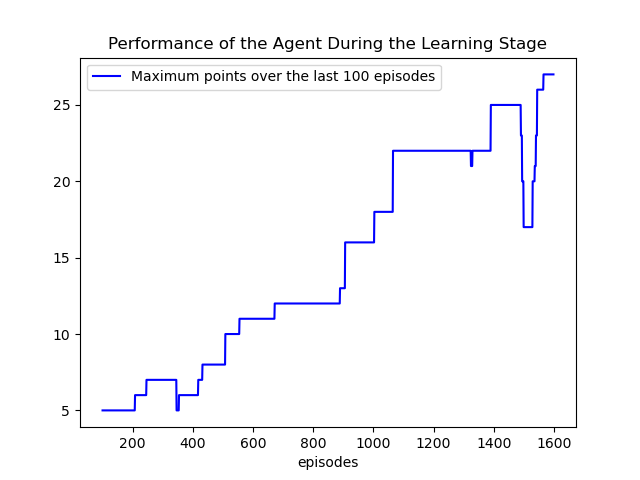 Performance of the Agent During the Learning Stage
Maximum points over the last 100 episodes
25
20
15
10
5
200 400 600 800 1000 1200 1400 1600
episodes